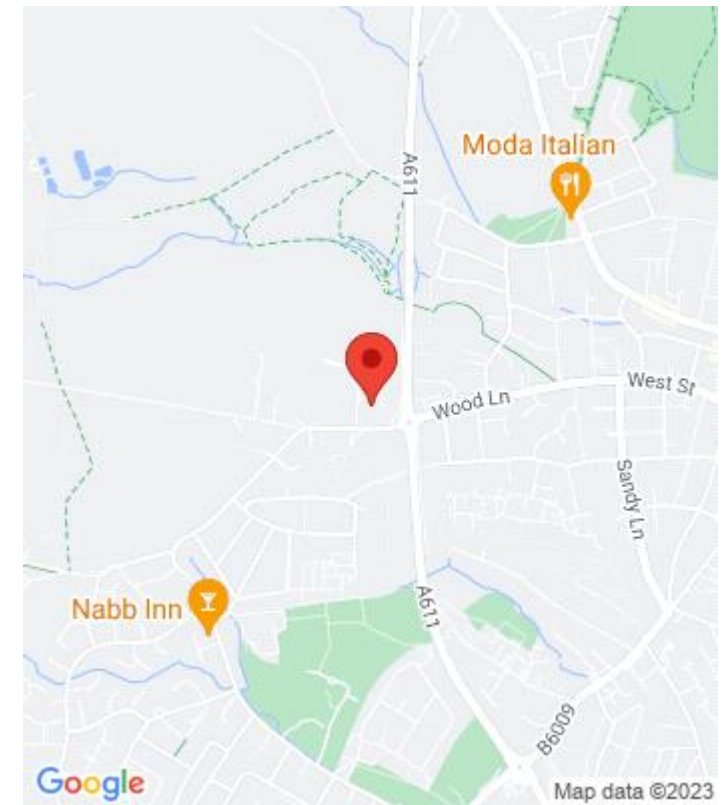 Moda Italian
A611
Wood Ln
West St
Sandy Ln
A611
Nabb Inn
B6009
Google
Map data ©2023